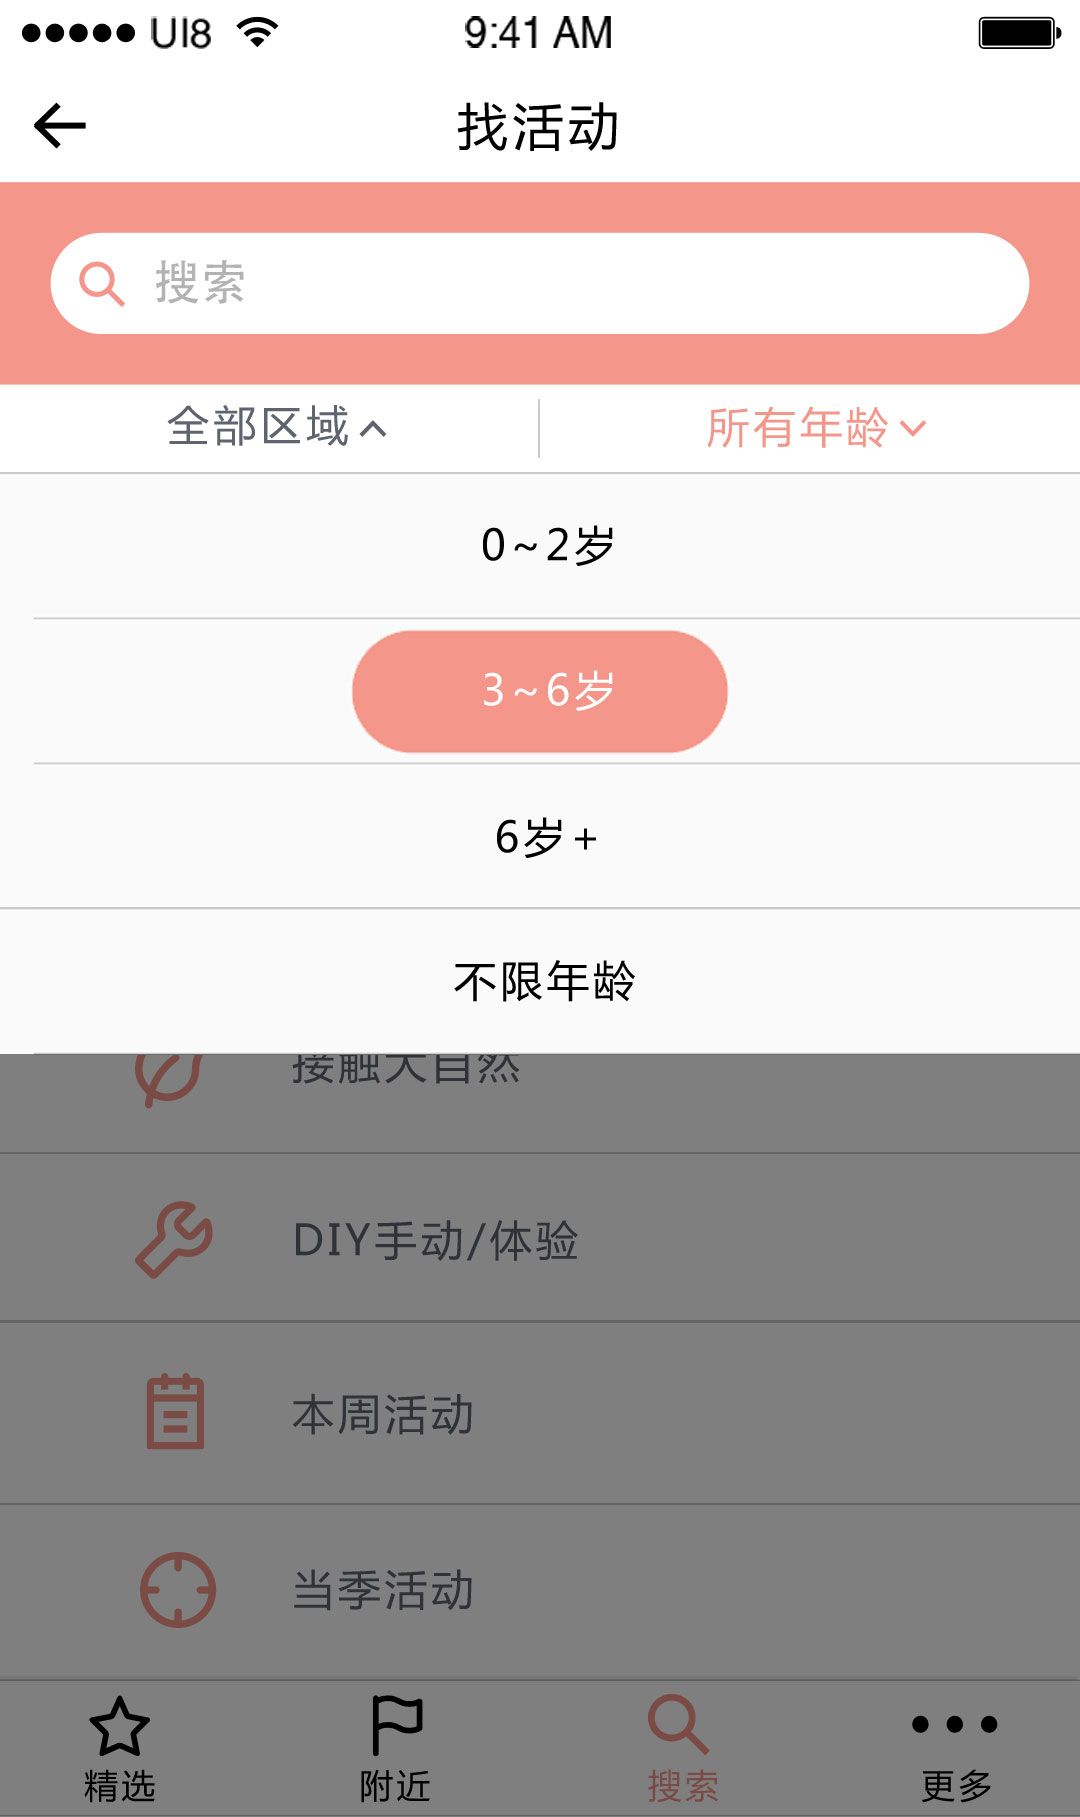 UI8
9:41 AM
找活动
搜索
全部区域
所有年龄
0~2岁
3~6岁
6岁+
不限年龄
接触大自然
DIY手动/体验
本周活动
当季活动
精选
附近
搜索
更多